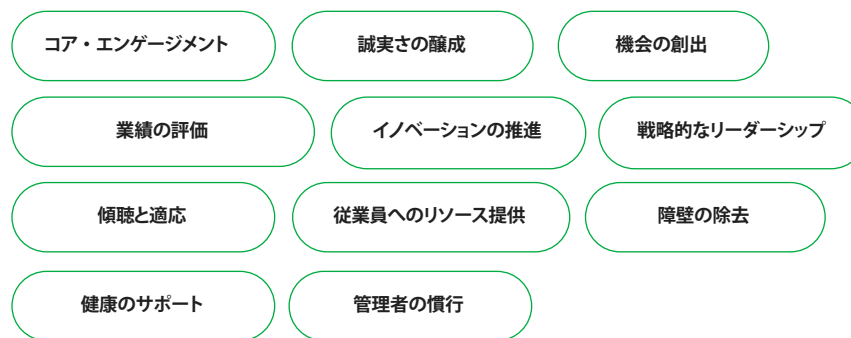 コア・エンゲージメント
誠実さの醸成
機会の創出
業績の評価
イノベーションの推進
戦略的なリーダーシップ
傾聴と適応
従業員へのリソース提供
障壁の除去
健康のサポート
管理者の慣行